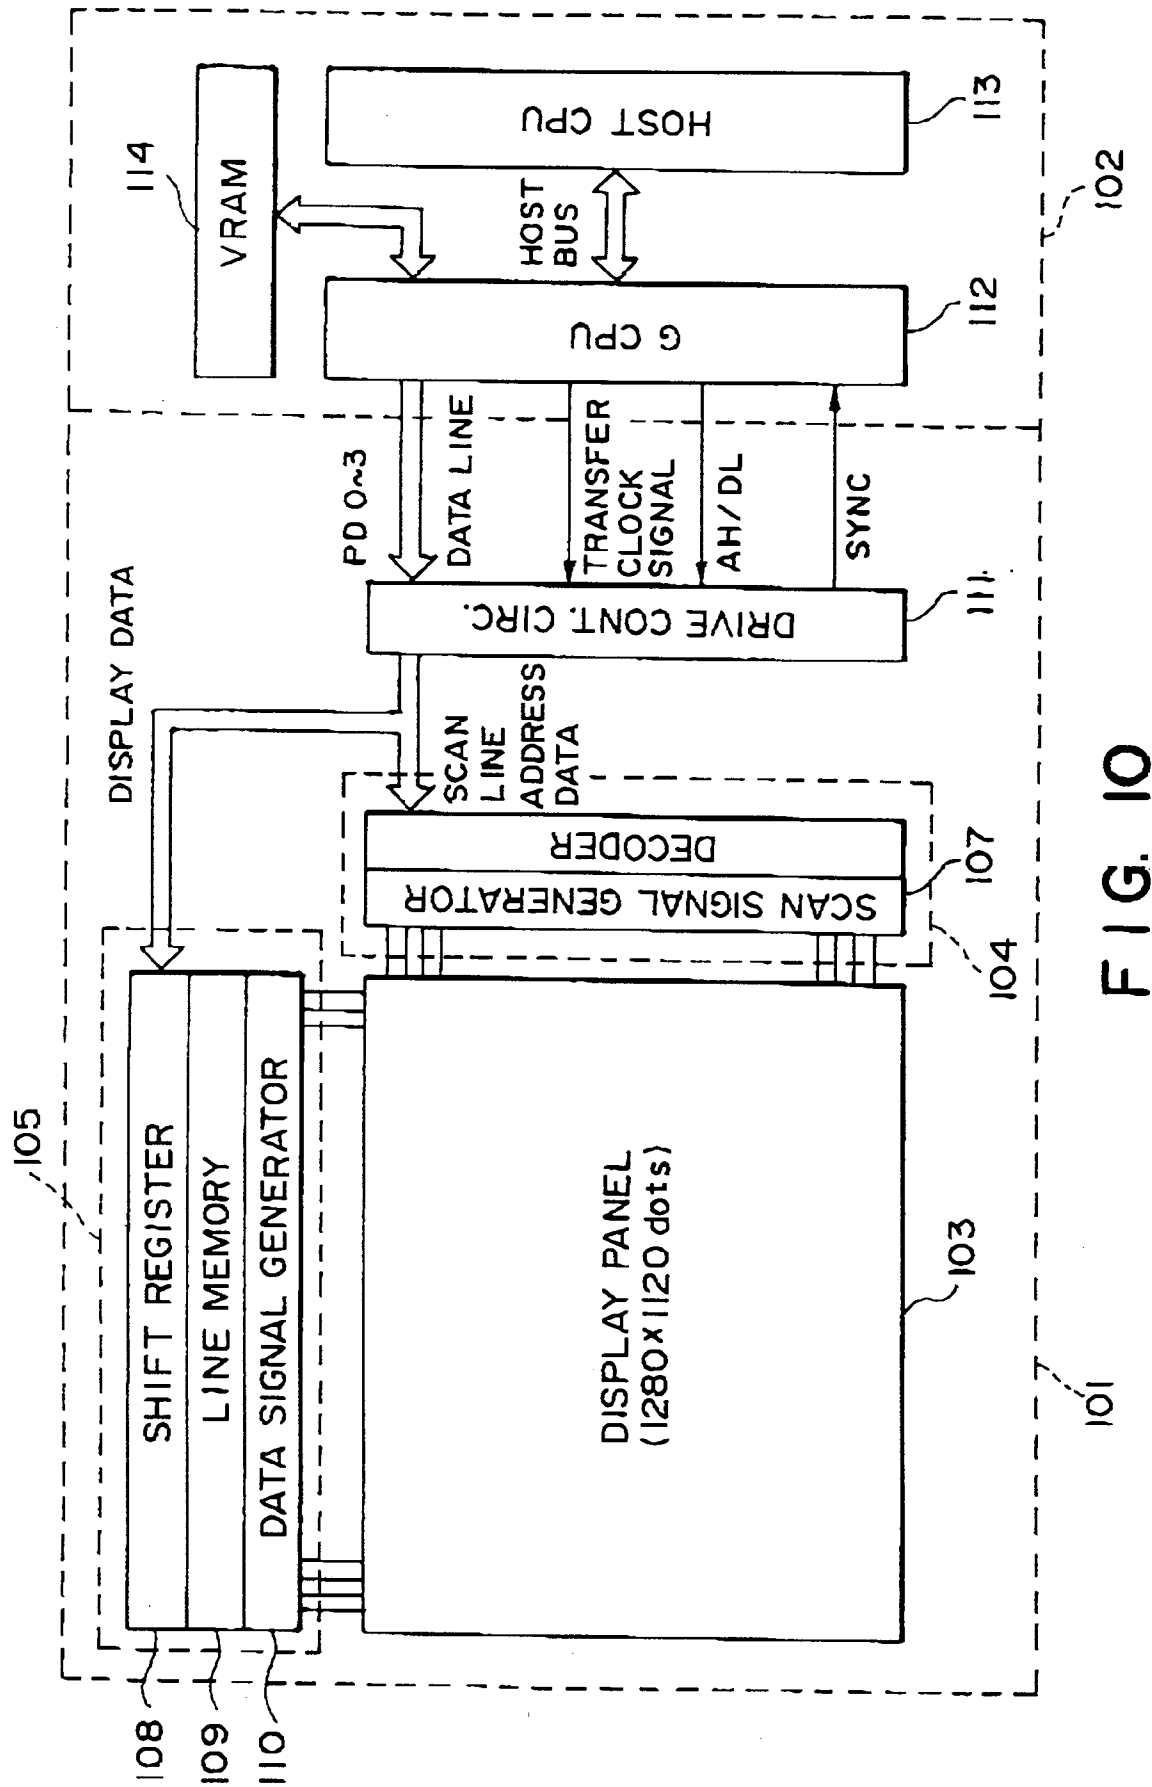 105
108
109
110
SHIFT REGISTER
LINE MEMORY
DATA SIGNAL GENERATOR
DISPLAY DATA
114
VRAM
DISPLAY PANEL
(1280×1120 dots)
103
101
SCAN SIGNAL GENERATOR
DECODER
107
104
SCAN
LINE
ADDRESS
DATA
DRIVE CONT. CIRC.
111
PD 0~3
DATA LINE
TRANSFER
CLOCK
SIGNAL
AH/DL
SYNC
G CPU
112
HOST
BUS
HOST CPU
113
102
FIG. 10